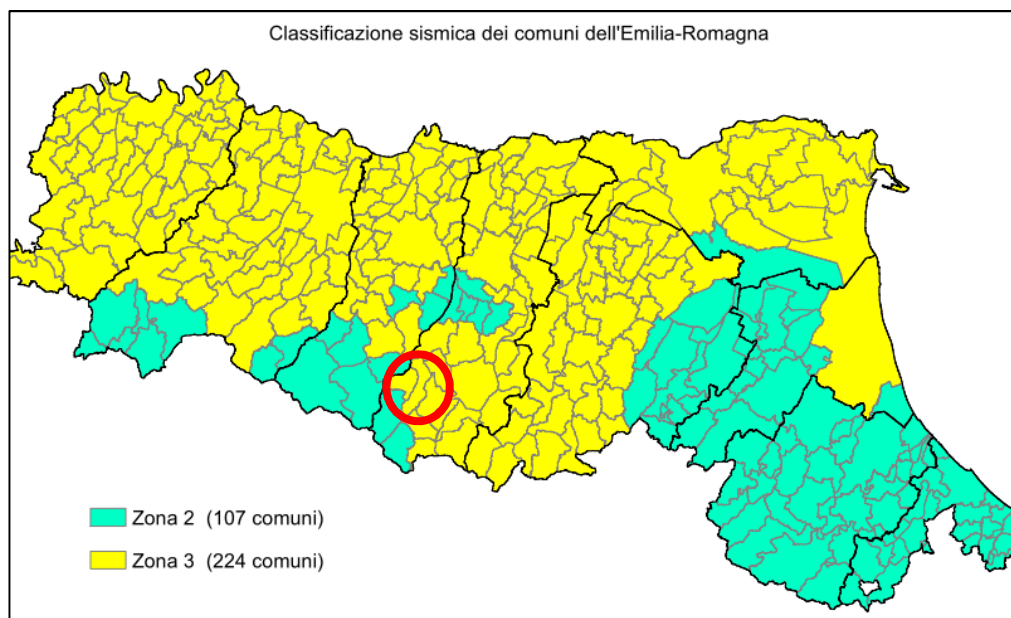 Classificazione sismica dei comuni dell'Emilia-Romagna
Zona 2 (107 comuni)
Zona 3 (224 comuni)